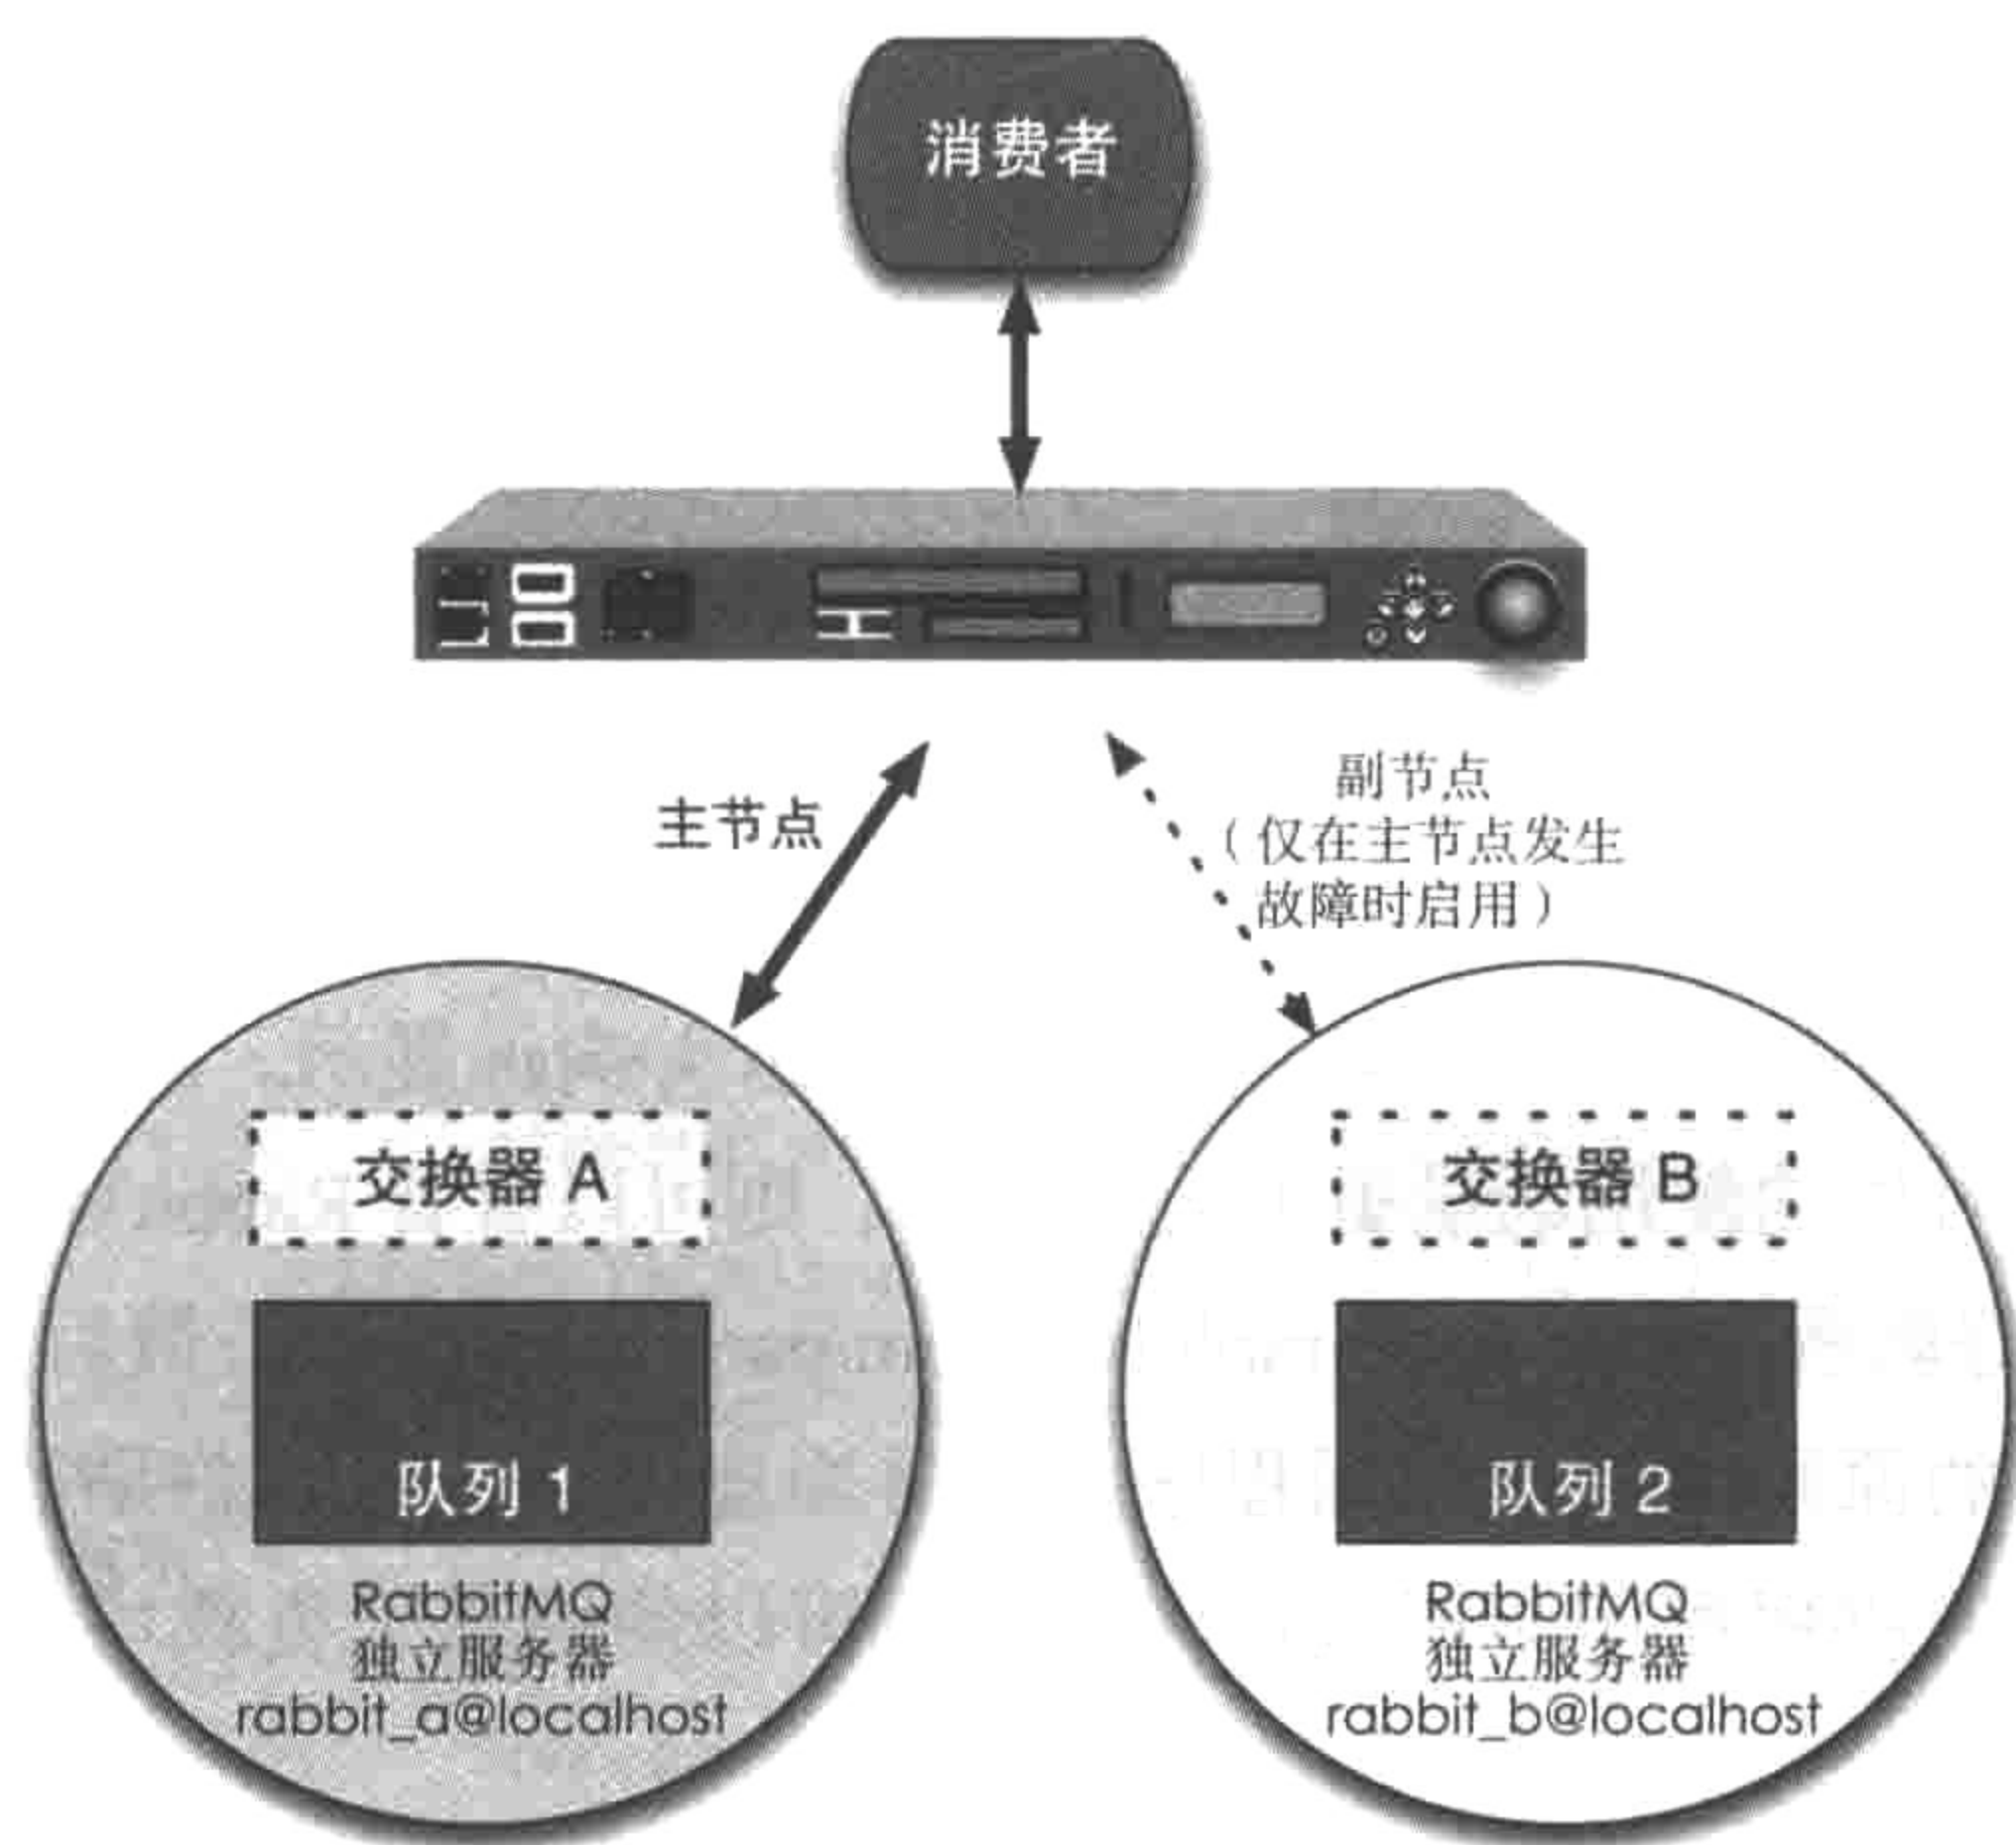 消费者
主节点
副节点
（仅在主节点发生
故障时启用）
交换器 A
队列 1
RabbitMQ
独立服务器
rabbit_a@localhost
交换器 B
队列 2
RabbitMQ
独立服务器
rabbit_b@localhost